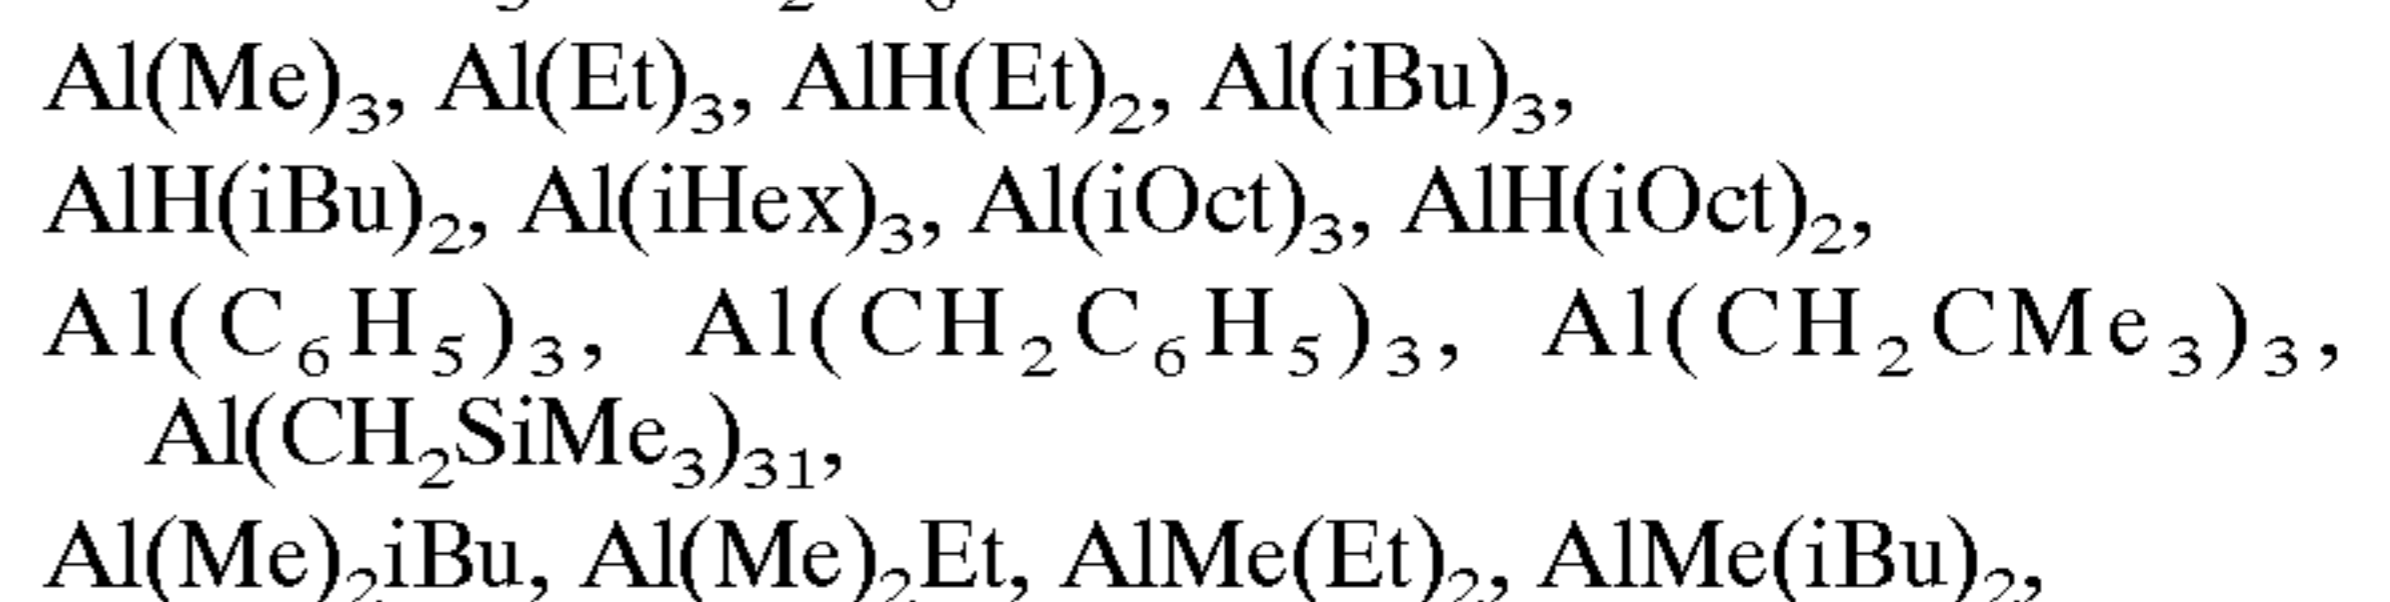 Al(Me)₃, Al(Et)₃, AlH(Et)₂, Al(iBu)₃,
AlH(iBu)₂, Al(iHex)₃, Al(iOct)₃, AlH(iOct)₂,
Al(C₆H₅)₃, Al(CH₂C₆H₅)₃, Al(CH₂CMe₃)₃,
Al(CH₂SiMe₃)₃₁,
Al(Me)₂iBu, Al(Me)₂Et, AlMe(Et)₂, AlMe(iBu)₂,